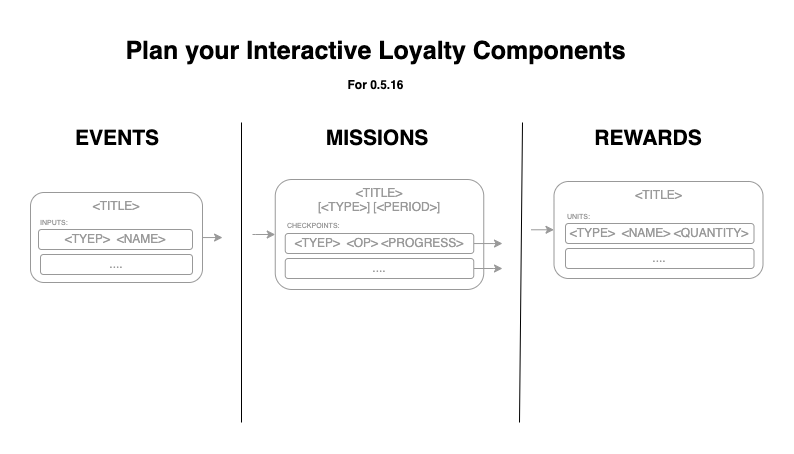 Plan your Interactive Loyalty Components
For 0.5.16
EVENTS
<TITLE>
INPUTS:
<TYEP> <NAME>
....
MISSIONS
<TITLE>
[<TYPE>] [<PERIOD>]
CHECKPOINTS:
<TYEP> <OP> <PROGRESS>
....
REWARDS
<TITLE>
UNITS:
<TYPE> <NAME> <QUANTITY>
....